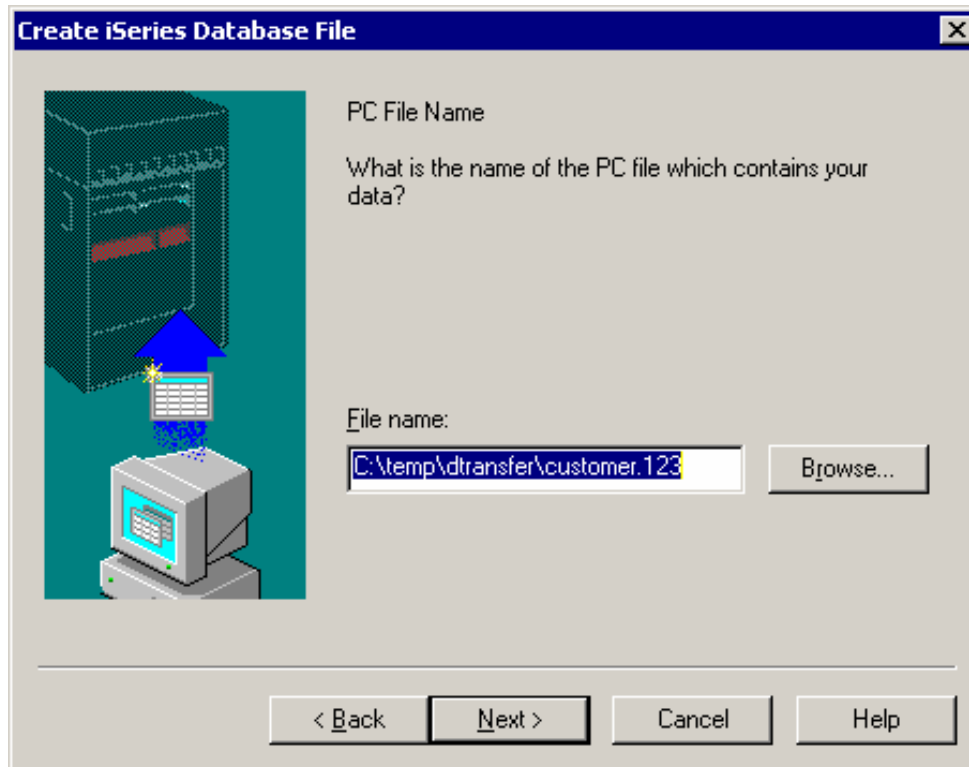 Create iSeries Database File
PC File Name
What is the name of the PC file which contains your
data?
File name:
C:\temp\dtransfer\customer.123
Browse...
< Back
Next >
Cancel
Help